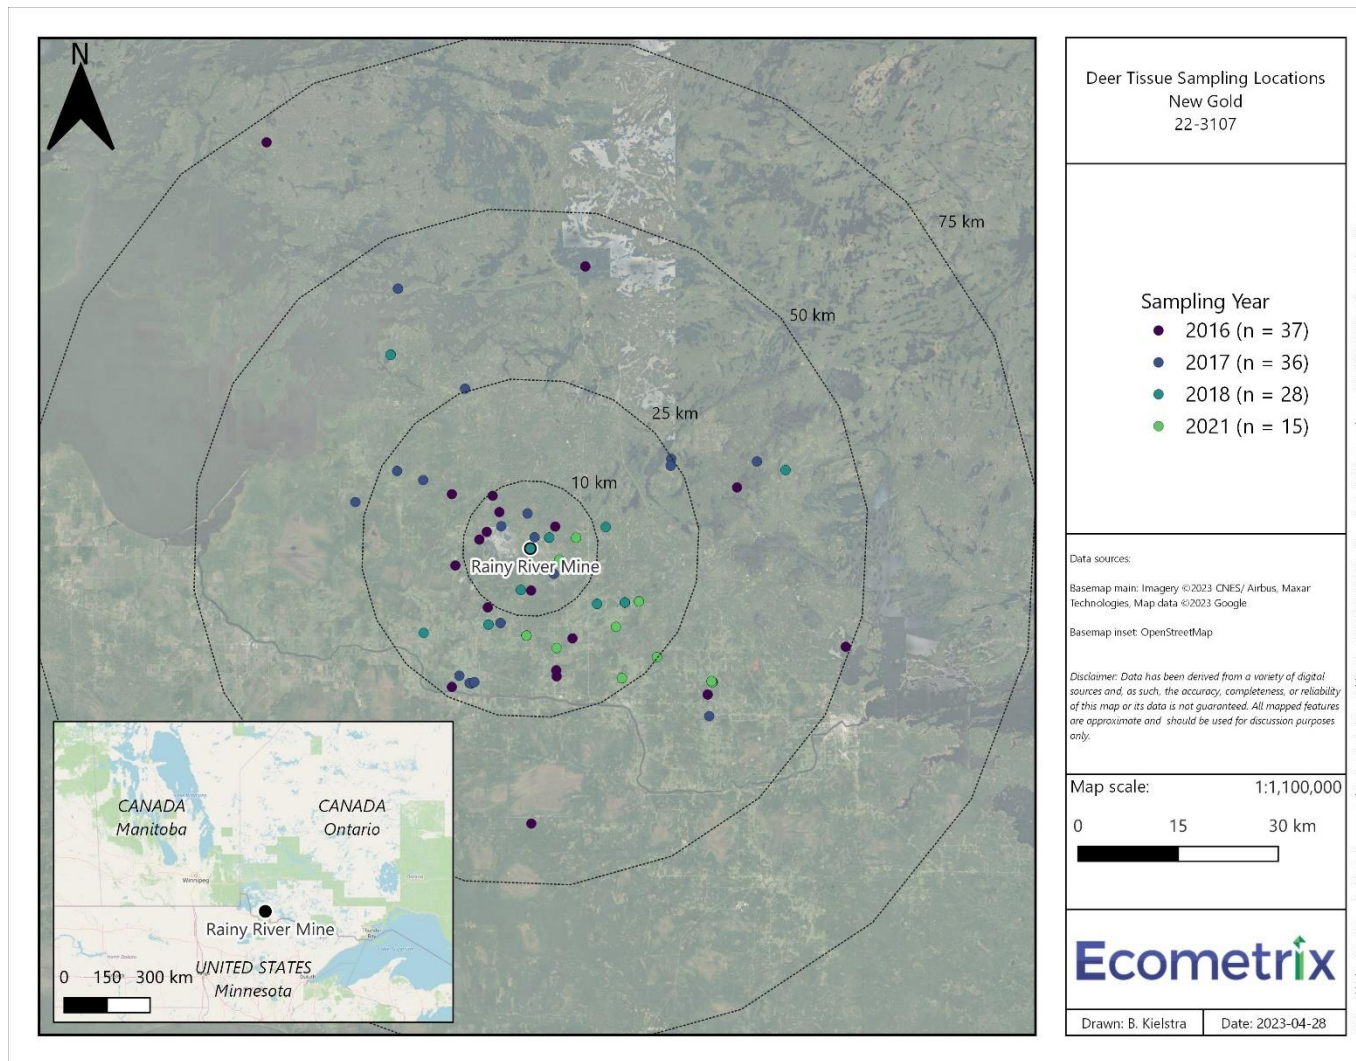 N
75 km
50 km
25 km
10 km
Rainy River Mine
CANADA
Manitoba
CANADA
Ontario
Winnipeg
Rainy River Mine
UNITED STATES
Minnesota
0 150 300 km
Deer Tissue Sampling Locations
New Gold
22-3107
Sampling Year
2016 (n = 37)
2017 (n = 36)
2018 (n = 28)
2021 (n = 15)
Data sources:
Basemap main: Imagery ©2023 CNES/ Airbus, Maxar
Technologies, Map data ©2023 Google
Basemap inset: OpenStreetMap
Disclaimer: Data has been derived from a variety of digital
sources and, as such, the accuracy, completeness, or reliability
of this map or its data is not guaranteed. All mapped features
are approximate and should be used for discussion purposes
only.
Map scale: 1:1,100,000
0 15 30 km
Ecometrix
Drawn: B. Kielstra Date: 2023-04-28